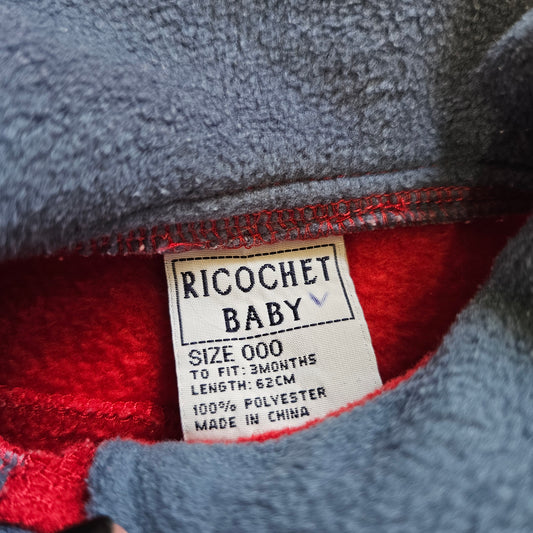 RICOCHET
BABY
SIZE 000
TO FIT: 3MONTHS
LENGTH: 62CM
100% POLYESTER
MADE IN CHINA